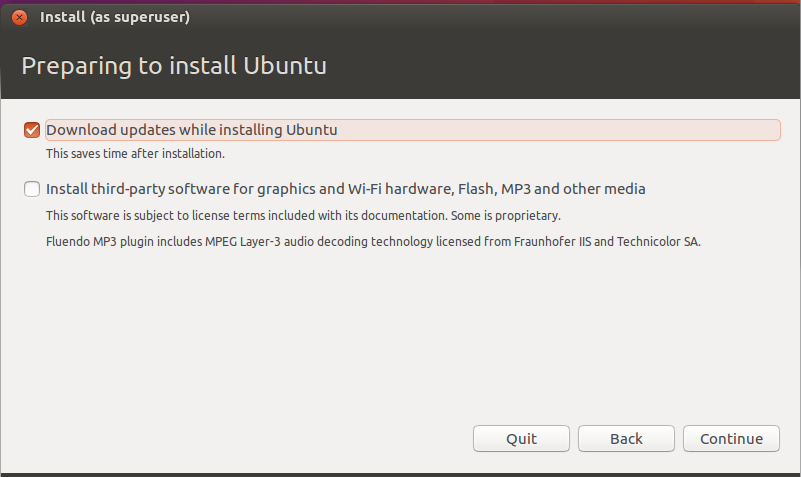 Install (as superuser)
Preparing to install Ubuntu
Download updates while installing Ubuntu
This saves time after installation.
Install third-party software for graphics and Wi-Fi hardware, Flash, MP3 and other media
This software is subject to license terms included with its documentation. Some is proprietary.
Fluendo MP3 plugin includes MPEG Layer-3 audio decoding technology licensed from Fraunhofer IIS and Technicolor SA.
Quit
Back
Continue